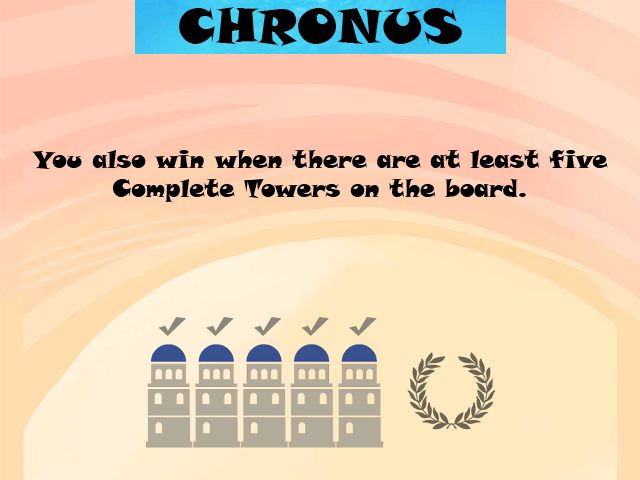 CHRONUS
You also win when there are at least five
Complete Towers on the board.